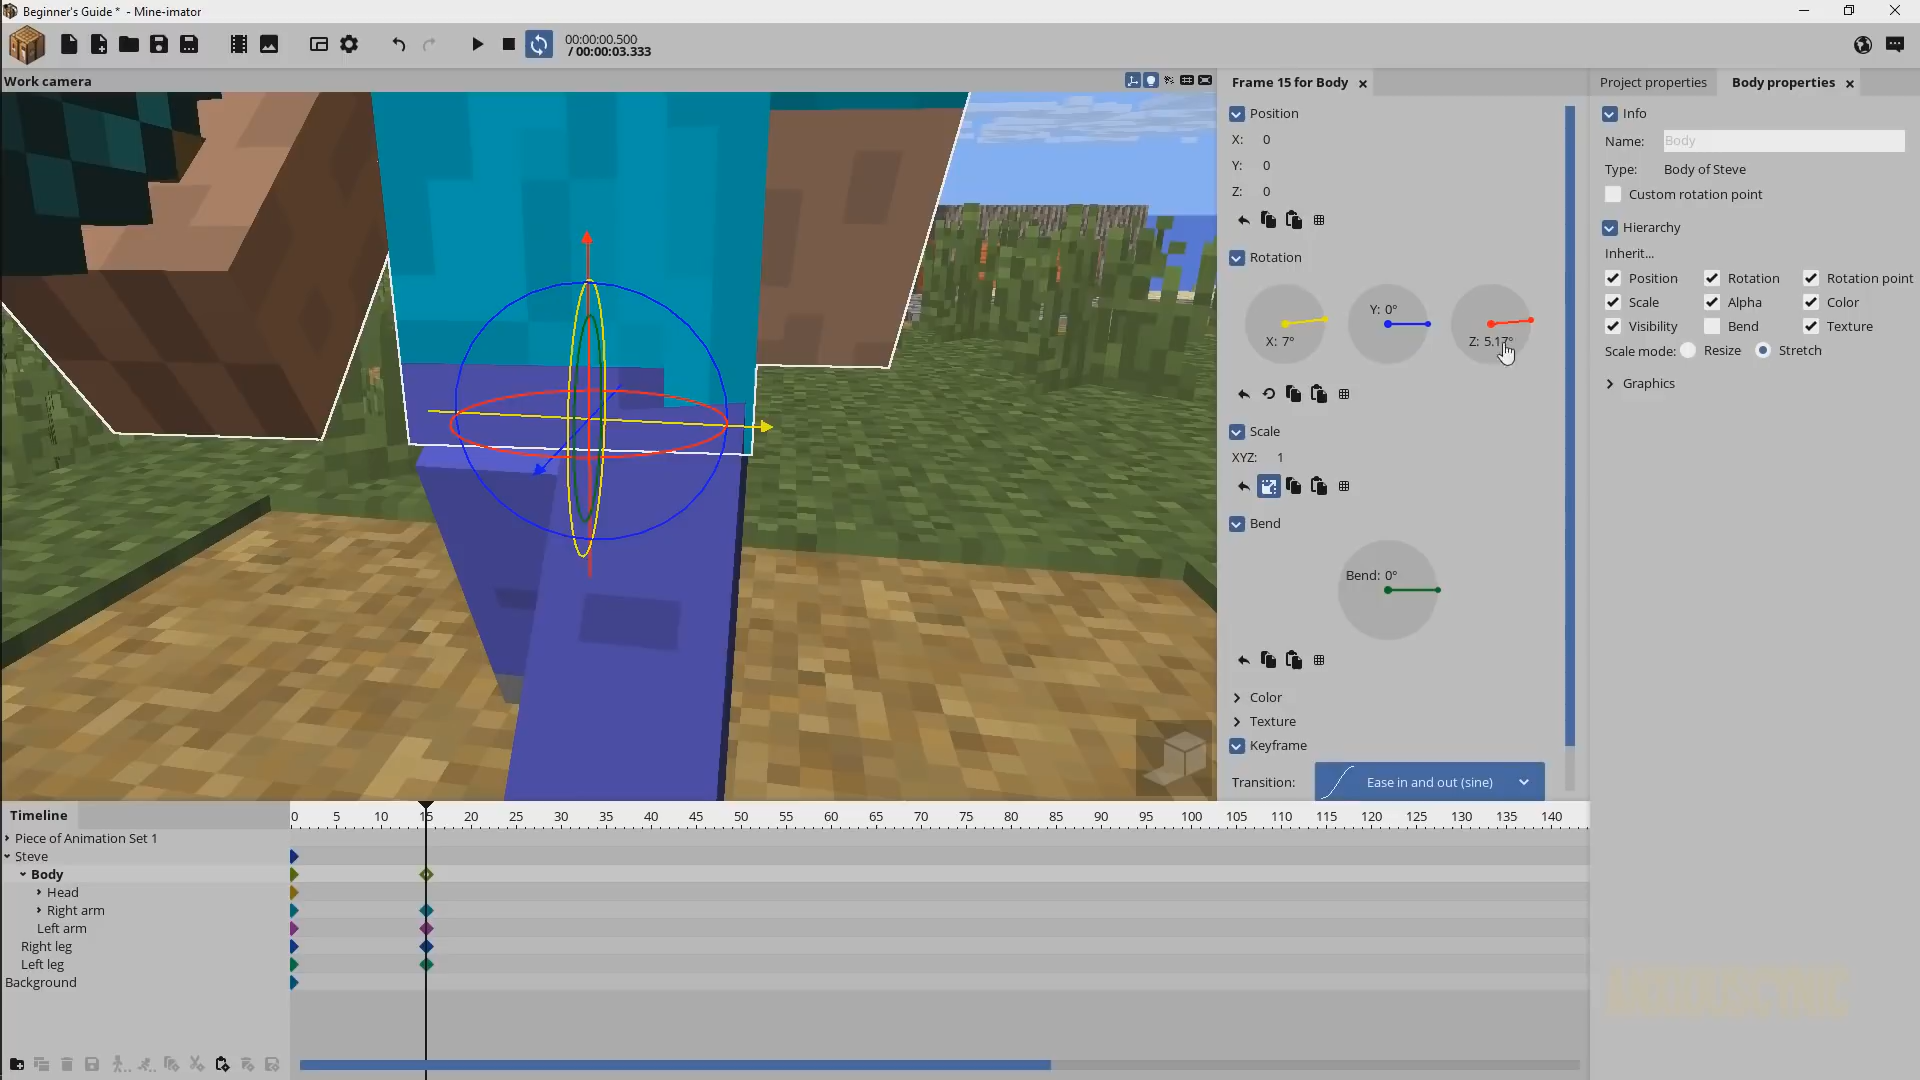 Beginner's Guide * - Mine-imator
00:00:00.500
/ 00:00:03.333
Work camera
Frame 15 for Body
Project properties
Body properties
Position
X: 0
Y: 0
Z: 0
Rotation
X: 7°
Y: 0°
Z: 5.17°
Scale
XYZ: 1
Bend
Bend: 0°
Color
Texture
Keyframe
Transition: Ease in and out (sine)
Info
Name: Body
Type: Body of Steve
Custom rotation point
Hierarchy
Inherit...
Position Rotation Rotation point
Scale Alpha Color
Visibility Bend Texture
Scale mode: Resize Stretch
Graphics
Timeline
0 5 10 15 20 25 30 35 40 45 50 55 60 65 70 75 80 85 90 95 100 105 110 115 120 125 130 135 140
Piece of Animation Set 1
Steve
Body
Head
Right arm
Left arm
Right leg
Left leg
Background